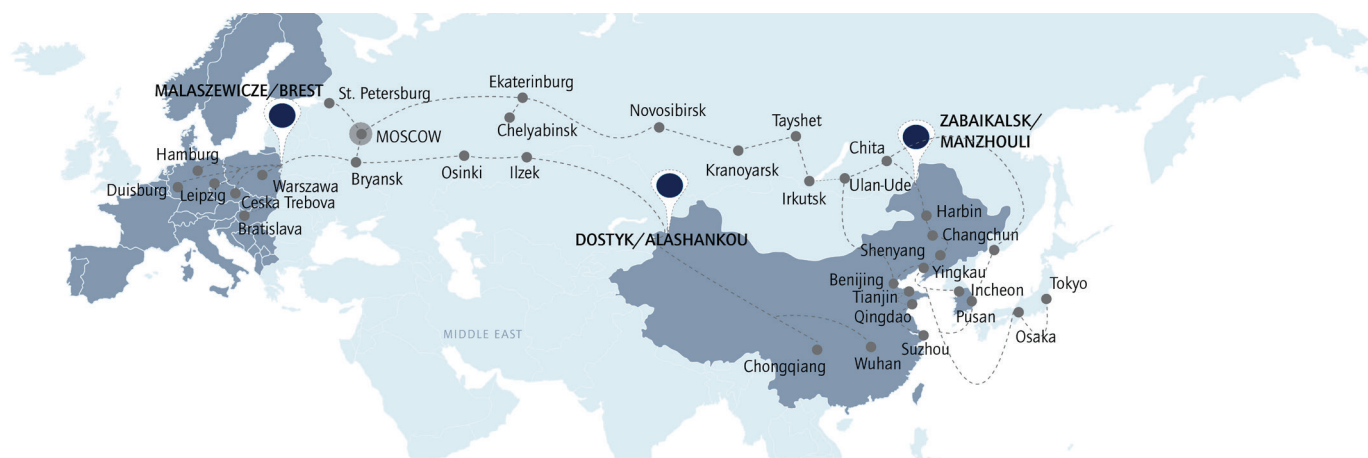 MALASZEWICZE/BREST
St. Petersburg
MOSCOW
Ekaterinburg
Chelyabinsk
Novosibirsk
Tayshet
Kranoyarsk
Irkutsk
Chita
Ulan-Ude
ZABAIKALSK/
MANZHOULI
Hamburg
Duisburg
Leipzig
Warszawa
Ceska Trebova
Bratislava
Bryansk
Osinki
Ilzek
DOSTYK/ALASHANKOU
Harbin
Changchun
Shenyang
Yingkau
Benijing
Tianjin
Qingdao
Incheon
Pusan
Tokyo
Osaka
Suzhou
MIDDLE EAST
Chongqiang
Wuhan